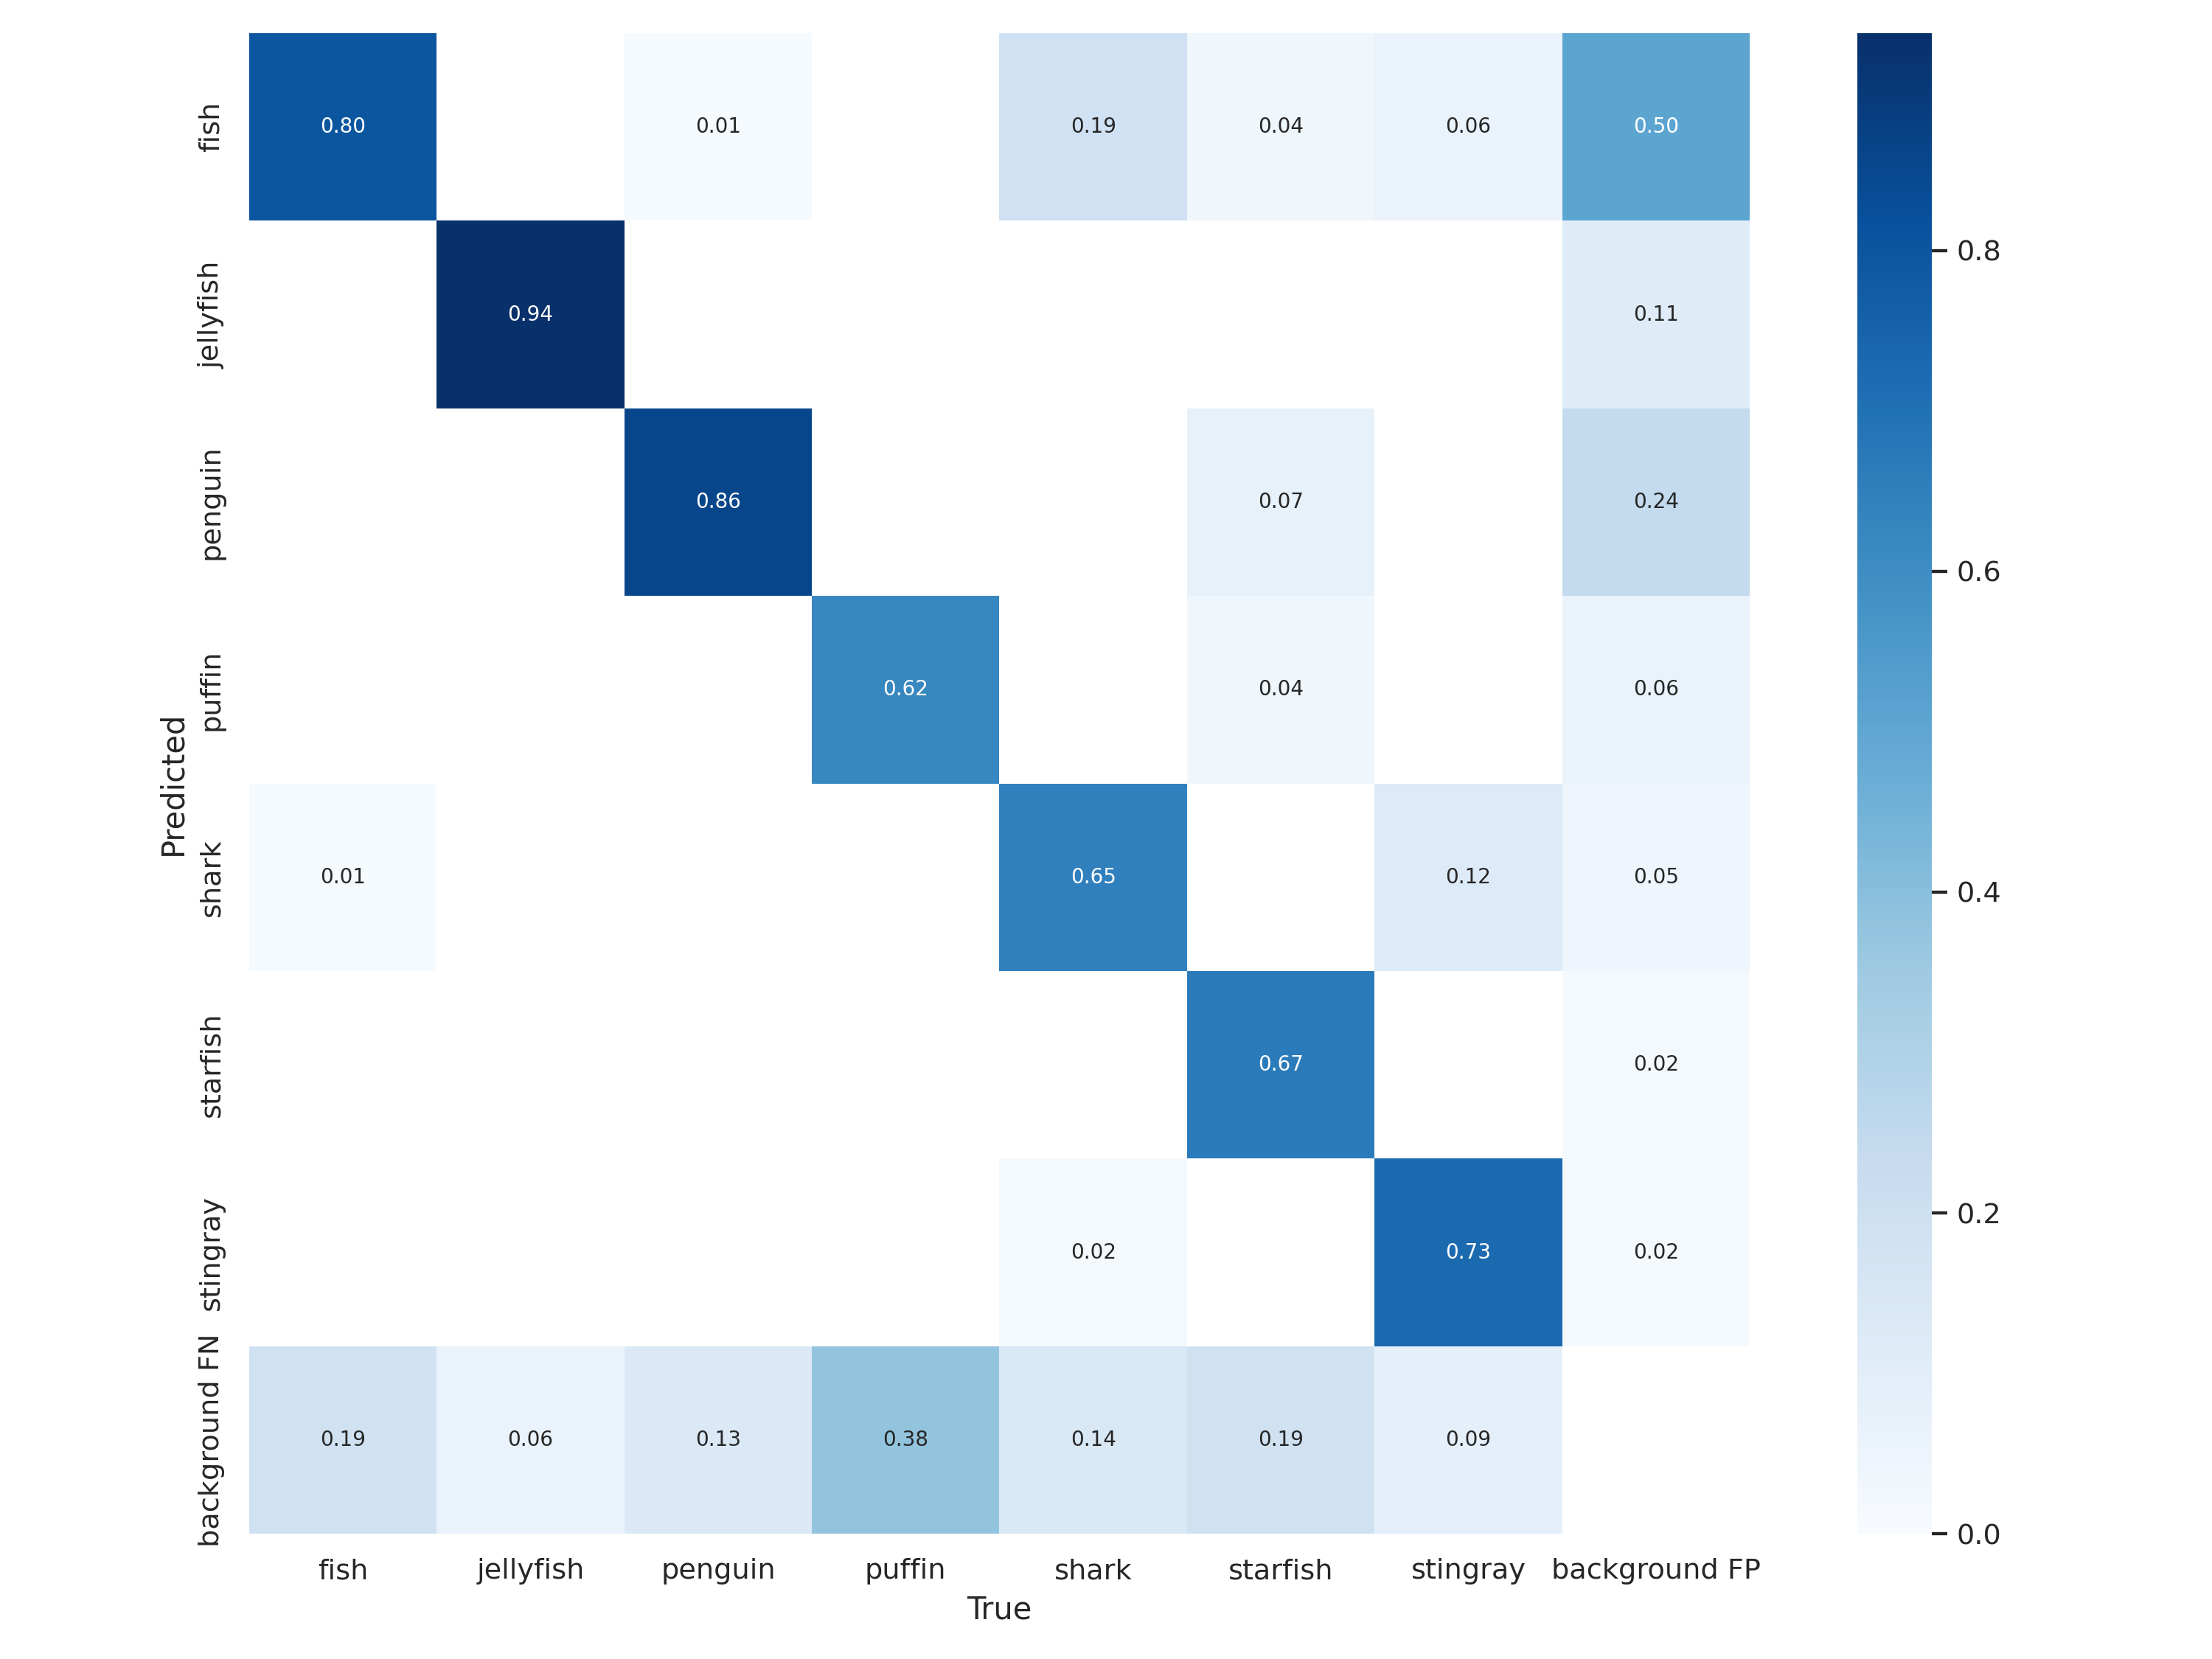 fish 0.80 0.01 0.19 0.04 0.06 0.50
jellyfish 0.94 0.11
penguin 0.86 0.07 0.24
puffin 0.62 0.04 0.06
shark 0.01 0.65 0.12 0.05
starfish 0.67 0.02
stingray 0.02 0.73 0.02
background FN 0.19 0.06 0.13 0.38 0.14 0.19 0.09
Predicted
fish jellyfish penguin puffin shark starfish stingray background FP
True
0.8
0.6
0.4
0.2
0.0